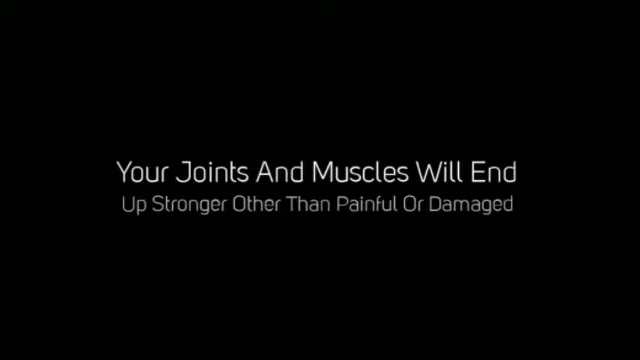 Your Joints And Muscles Will End
Up Stronger Other Than Painful Or Damaged